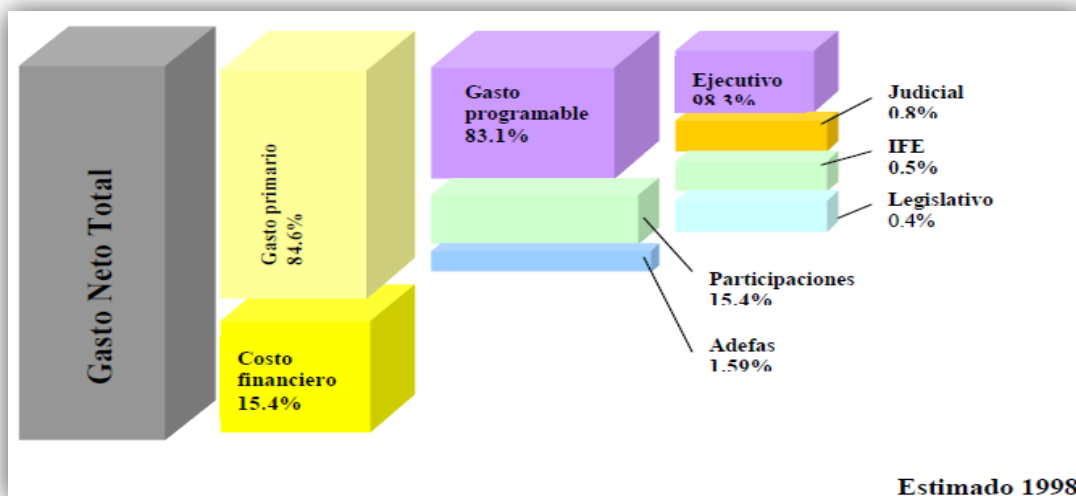 Gasto Neto Total
Gasto primario
84.6%
Costo
financiero
15.4%
Gasto
programable
83.1%
Participaciones
15.4%
Adefas
1.59%
Ejecutivo
98.3%
Judicial
0.8%
IFE
0.5%
Legislativo
0.4%
Estimado 1998